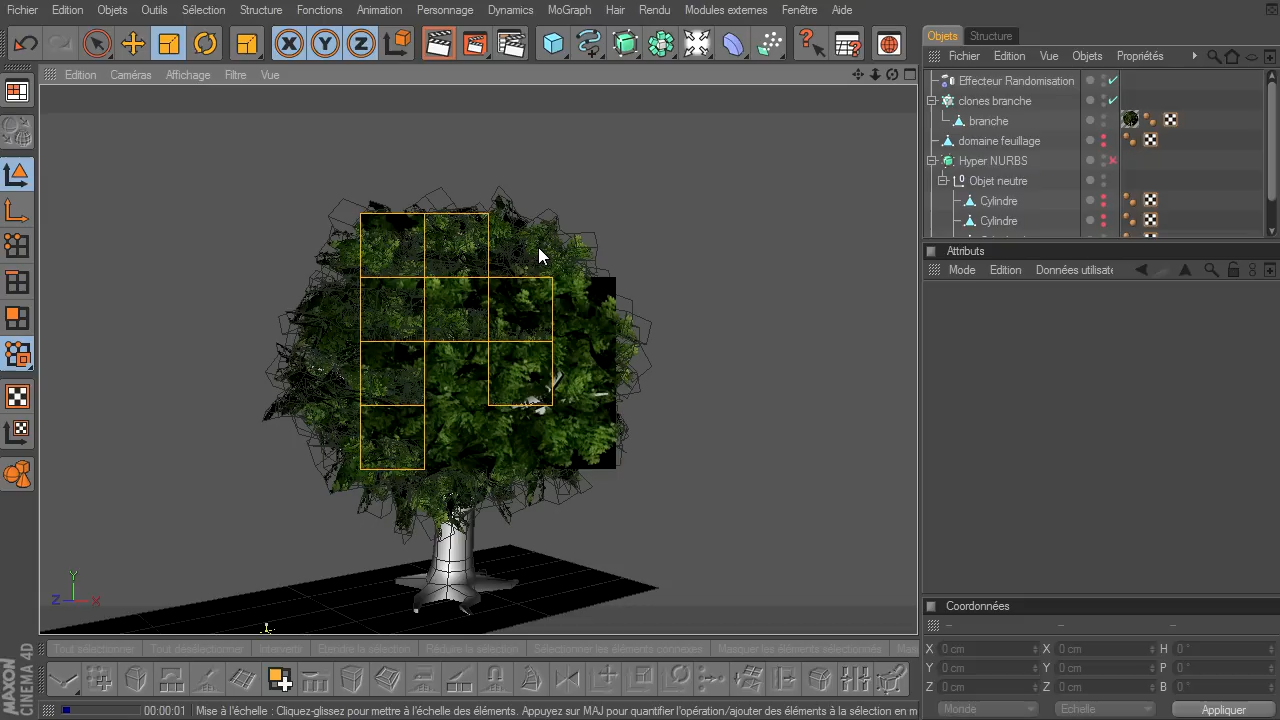 Fichier Edition Objets Outils Sélection Structure Fonctions Animation Personnage Dynamics MoGraph Hair Rendu Modules externes Fenêtre Aide
Objets Structure
Edition Caméras Affichage Filtre Vue
Fichier Edition Vue Objets Propriétés
Effecteur Randomisation
clones branche
branche
domaine feuillage
Hyper NURBS
Objet neutre
Cylindre
Cylindre
Attributs
Mode Edition Données utilisate
Y
Z X
Coordonnées
Tout sélectionner Tout désélectionner Intervertir Etendre la sélection Réduire la sélection Sélectionner les éléments connexes Masquer les éléments sélectionnés Mas
X 0 cm X 0 cm H 0 °
Y 0 cm Y 0 cm P 0 °
Z 0 cm Z 0 cm B 0 °
Monde Echelle Appliquer
MAXON
CINEMA 4D
00:00:01 Mise à l'échelle : Cliquez-glissez pour mettre à l'échelle des éléments. Appuyez sur MAJ pour quantifier l'opération/ajouter des éléments à la sélection en m